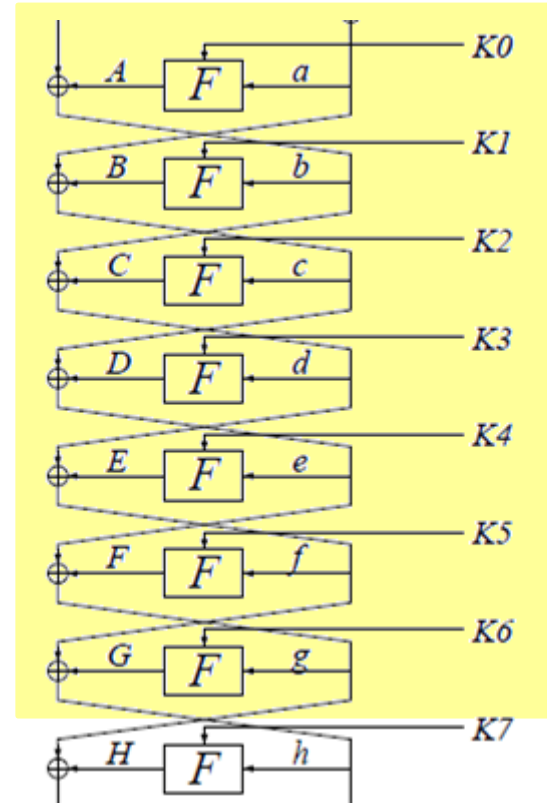 K0
A F a
K1
B F b
K2
C F c
K3
D F d
K4
E F e
K5
F F f
K6
G F g
K7
H F h